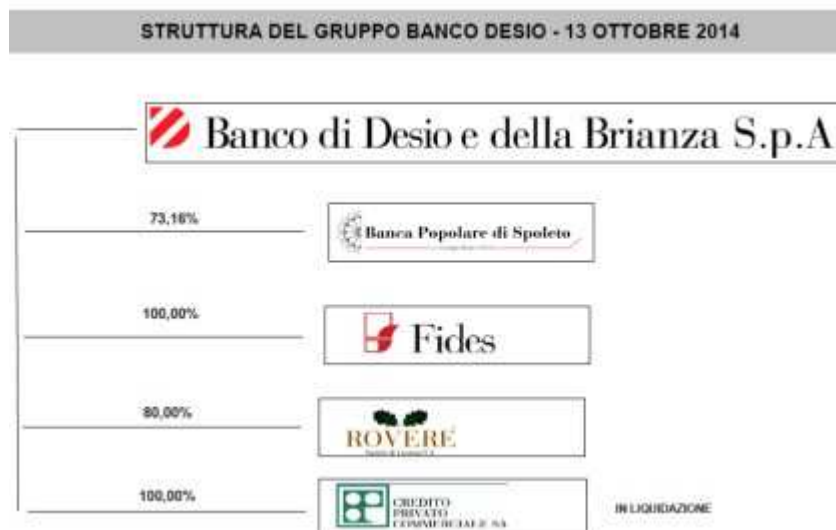 STRUTTURA DEL GRUPPO BANCO DESIO - 13 OTTOBRE 2014
Banco di Desio e della Brianza S.p.A
73,16%
Banca Popolare di Spoleto
100,00%
Fides
80,00%
ROVERE
100,00%
CREDITO
PRIVATO
COMMERCIALE SA
IN LIQUIDAZIONE